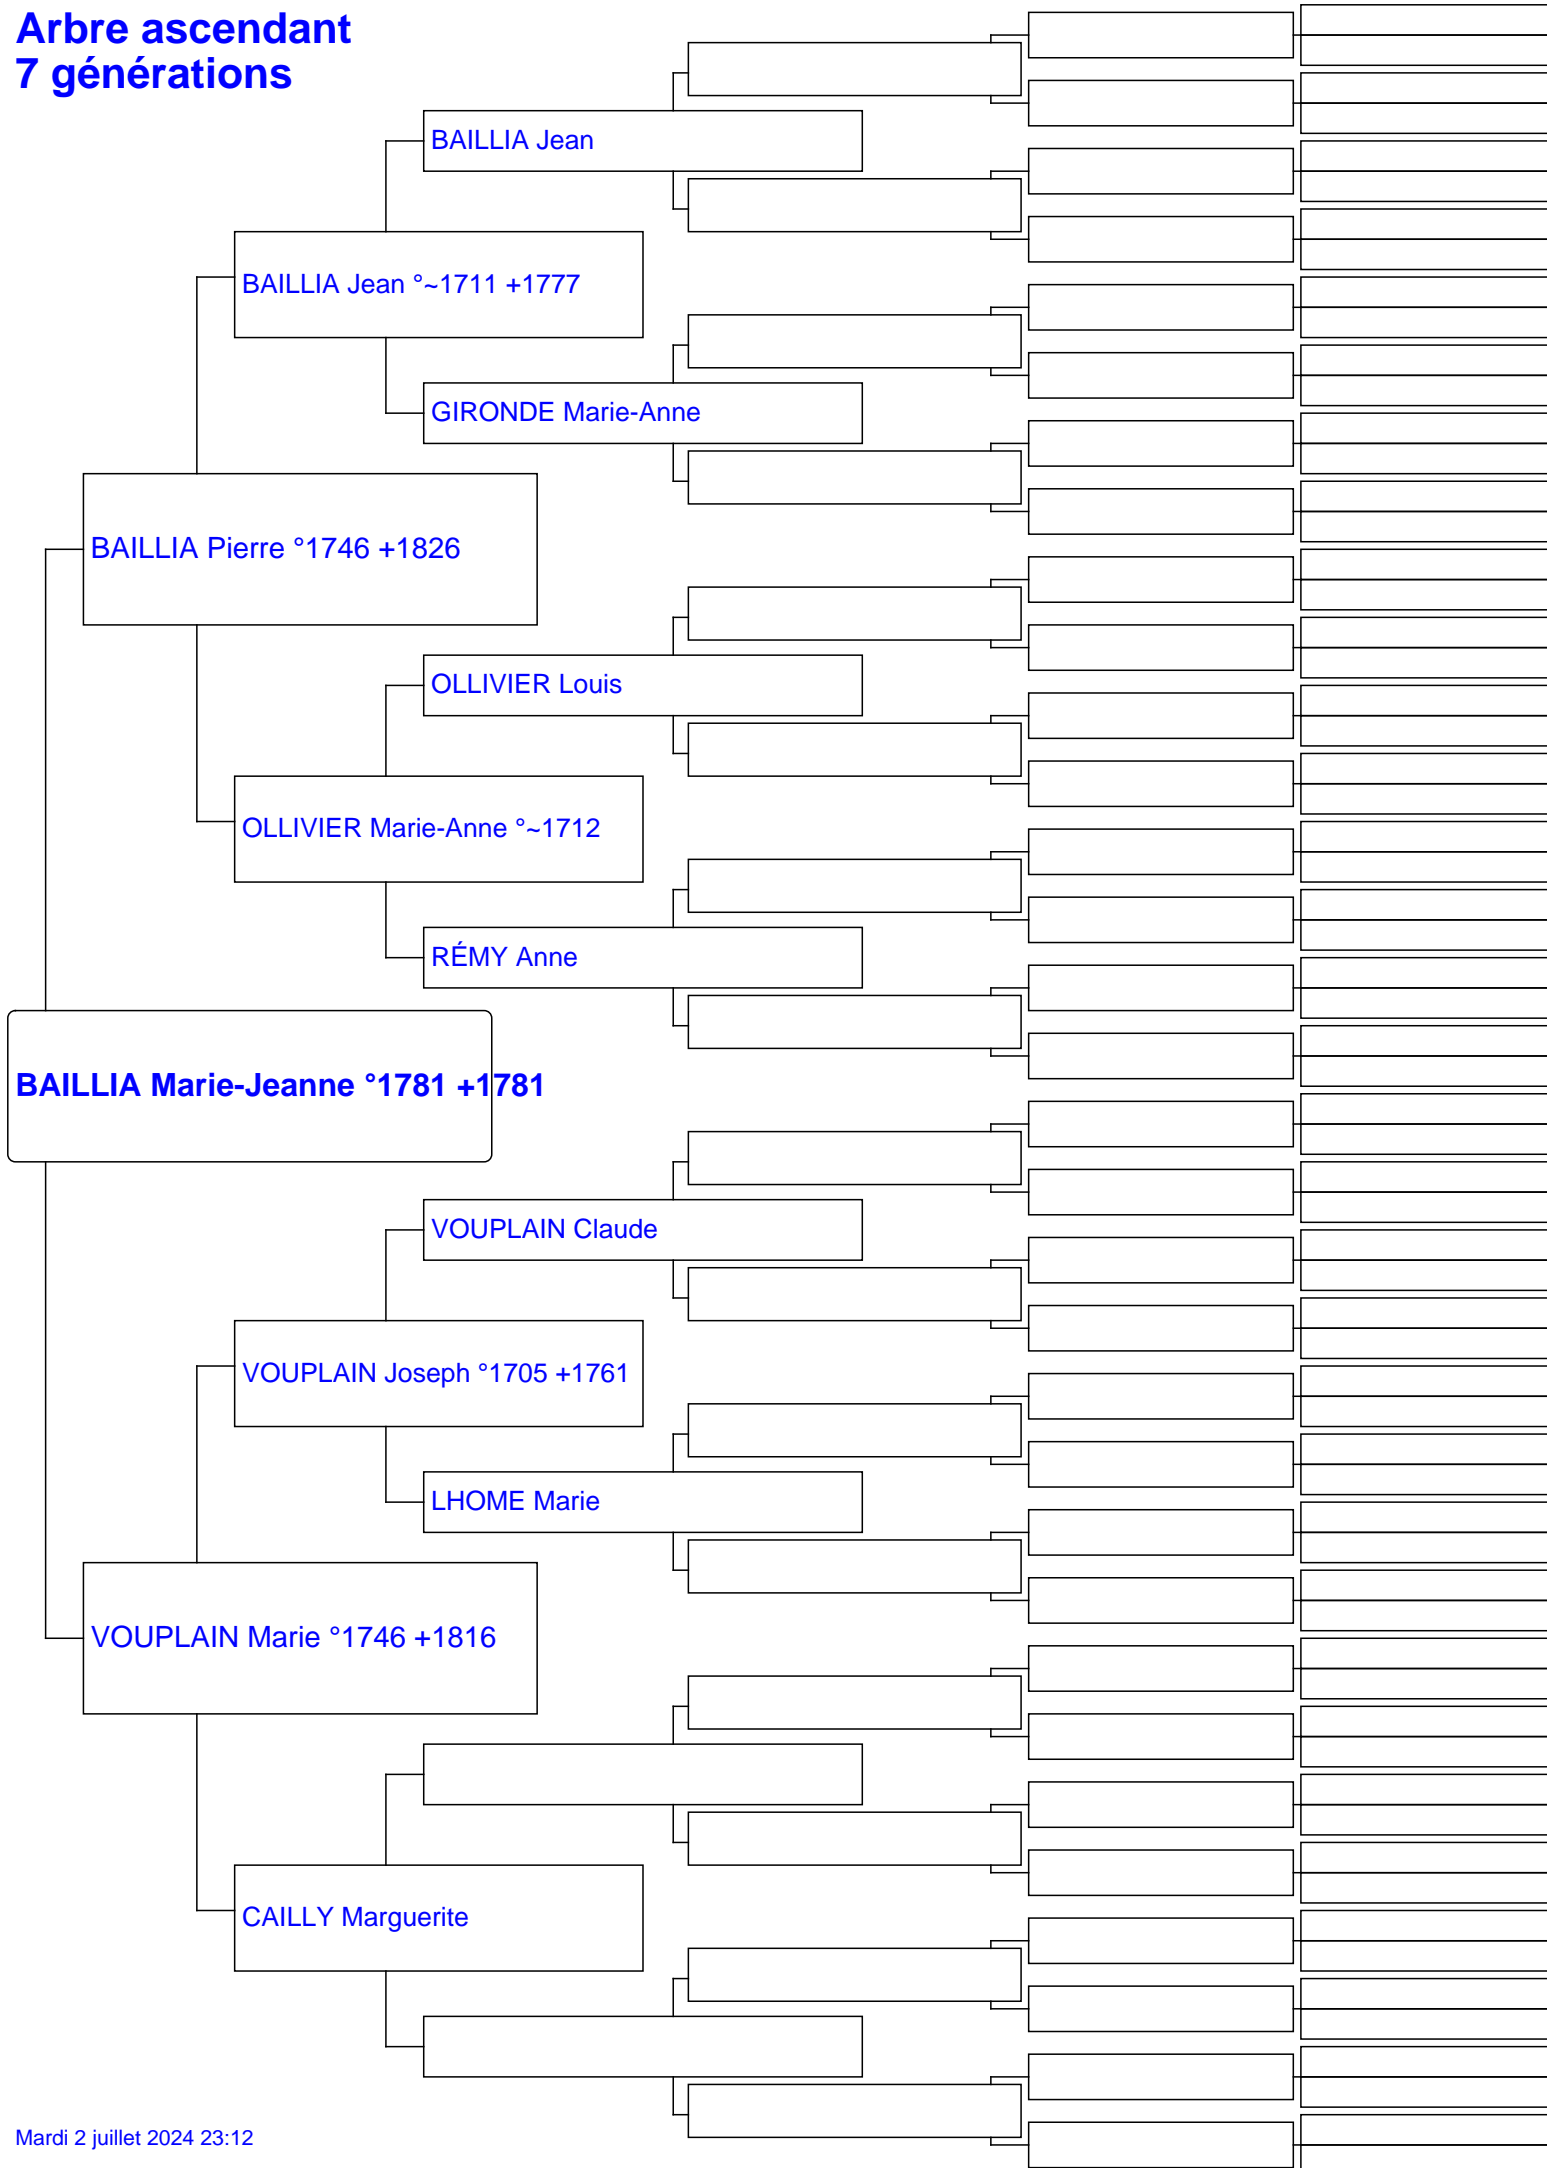 Arbre ascendant
7 générations
BAILLIA Jean
BAILLIA Jean °~1711 +1777
GIRONDE Marie-Anne
BAILLIA Pierre °1746 +1826
OLLIVIER Louis
OLLIVIER Marie-Anne °~1712
RÉMY Anne
BAILLIA Marie-Jeanne °1781 +1781
VOUPLAIN Claude
VOUPLAIN Joseph °1705 +1761
LHOME Marie
VOUPLAIN Marie °1746 +1816
CAILLY Marguerite
Mardi 2 juillet 2024 23:12